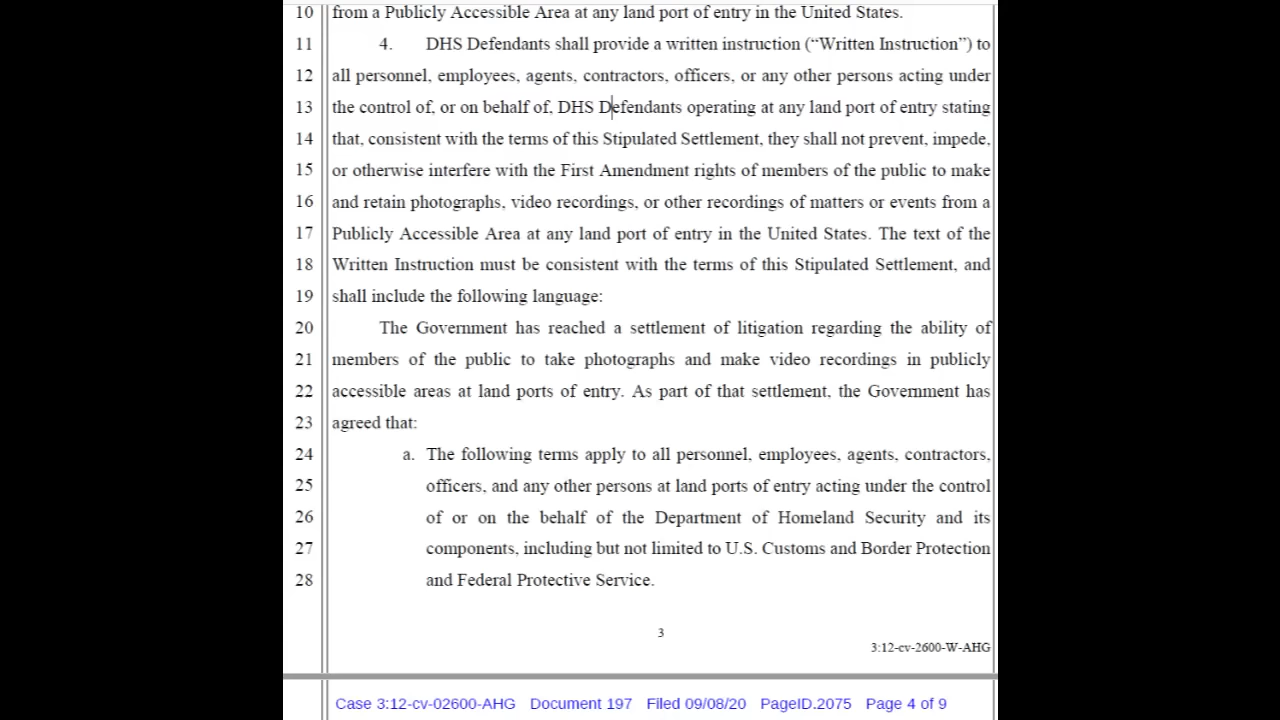 10 from a Publicly Accessible Area at any land port of entry in the United States.
11 4. DHS Defendants shall provide a written instruction (“Written Instruction”) to
12 all personnel, employees, agents, contractors, officers, or any other persons acting under
13 the control of, or on behalf of, DHS Defendants operating at any land port of entry stating
14 that, consistent with the terms of this Stipulated Settlement, they shall not prevent, impede,
15 or otherwise interfere with the First Amendment rights of members of the public to make
16 and retain photographs, video recordings, or other recordings of matters or events from a
17 Publicly Accessible Area at any land port of entry in the United States. The text of the
18 Written Instruction must be consistent with the terms of this Stipulated Settlement, and
19 shall include the following language:
20 The Government has reached a settlement of litigation regarding the ability of
21 members of the public to take photographs and make video recordings in publicly
22 accessible areas at land ports of entry. As part of that settlement, the Government has
23 agreed that:
24 a. The following terms apply to all personnel, employees, agents, contractors,
25 officers, and any other persons at land ports of entry acting under the control
26 of or on the behalf of the Department of Homeland Security and its
27 components, including but not limited to U.S. Customs and Border Protection
28 and Federal Protective Service.
3
3:12-cv-2600-W-AHG
Case 3:12-cv-02600-AHG Document 197 Filed 09/08/20 PageID.2075 Page 4 of 9